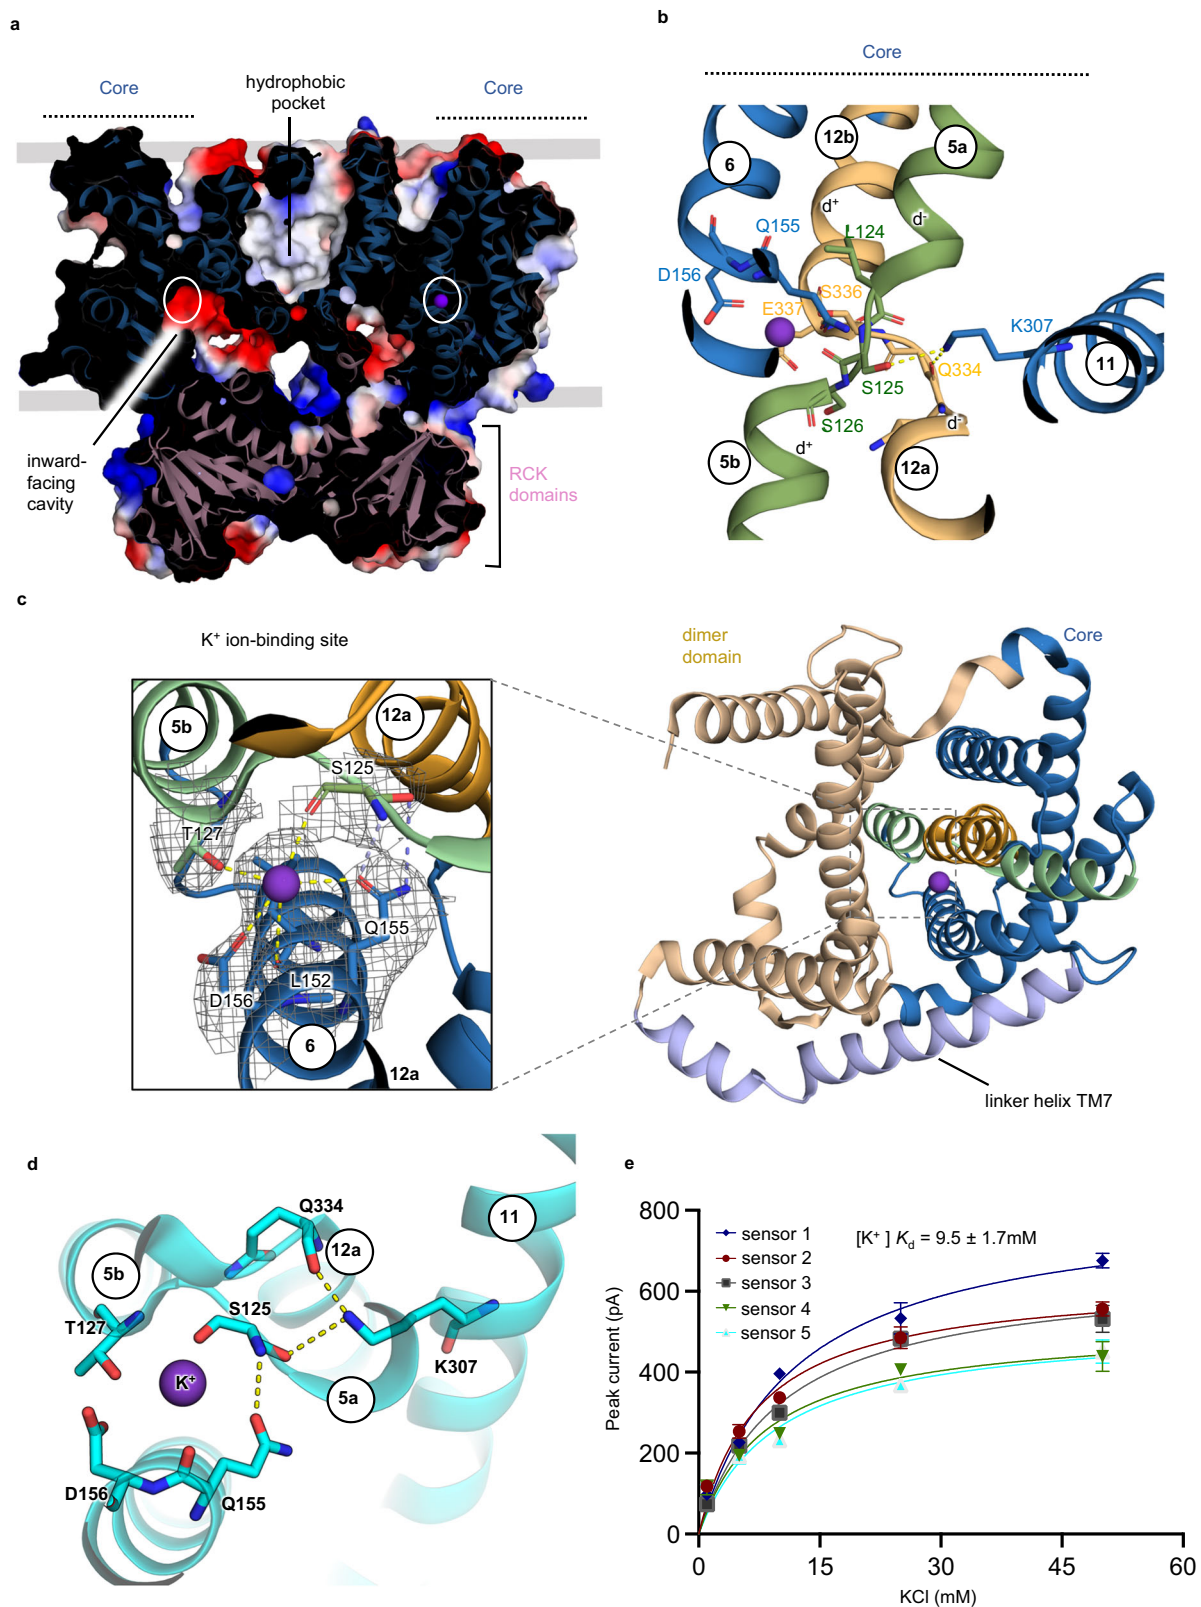 a
Core
hydrophobic
pocket
Core
inward-
facing
cavity
RCK
domains
b
Core
6
12b
5a
d+
d-
Q155
L124
D156
S336
E337
K307
S125
Q334
11
S126
d-
d+
5b
12a
c
K+ ion-binding site
5b
12a
S125
T127
Q155
L152
D156
6
12a
dimer
domain
Core
linker helix TM7
d
Q334
11
12a
5b
S125
T127
K307
K+
5a
D156
Q155
e
800
600
400
200
0
Peak current (pA)
sensor 1
sensor 2
sensor 3
sensor 4
sensor 5
[K+ ] Kd = 9.5 ± 1.7mM
0 15 30 45 60
KCl (mM)